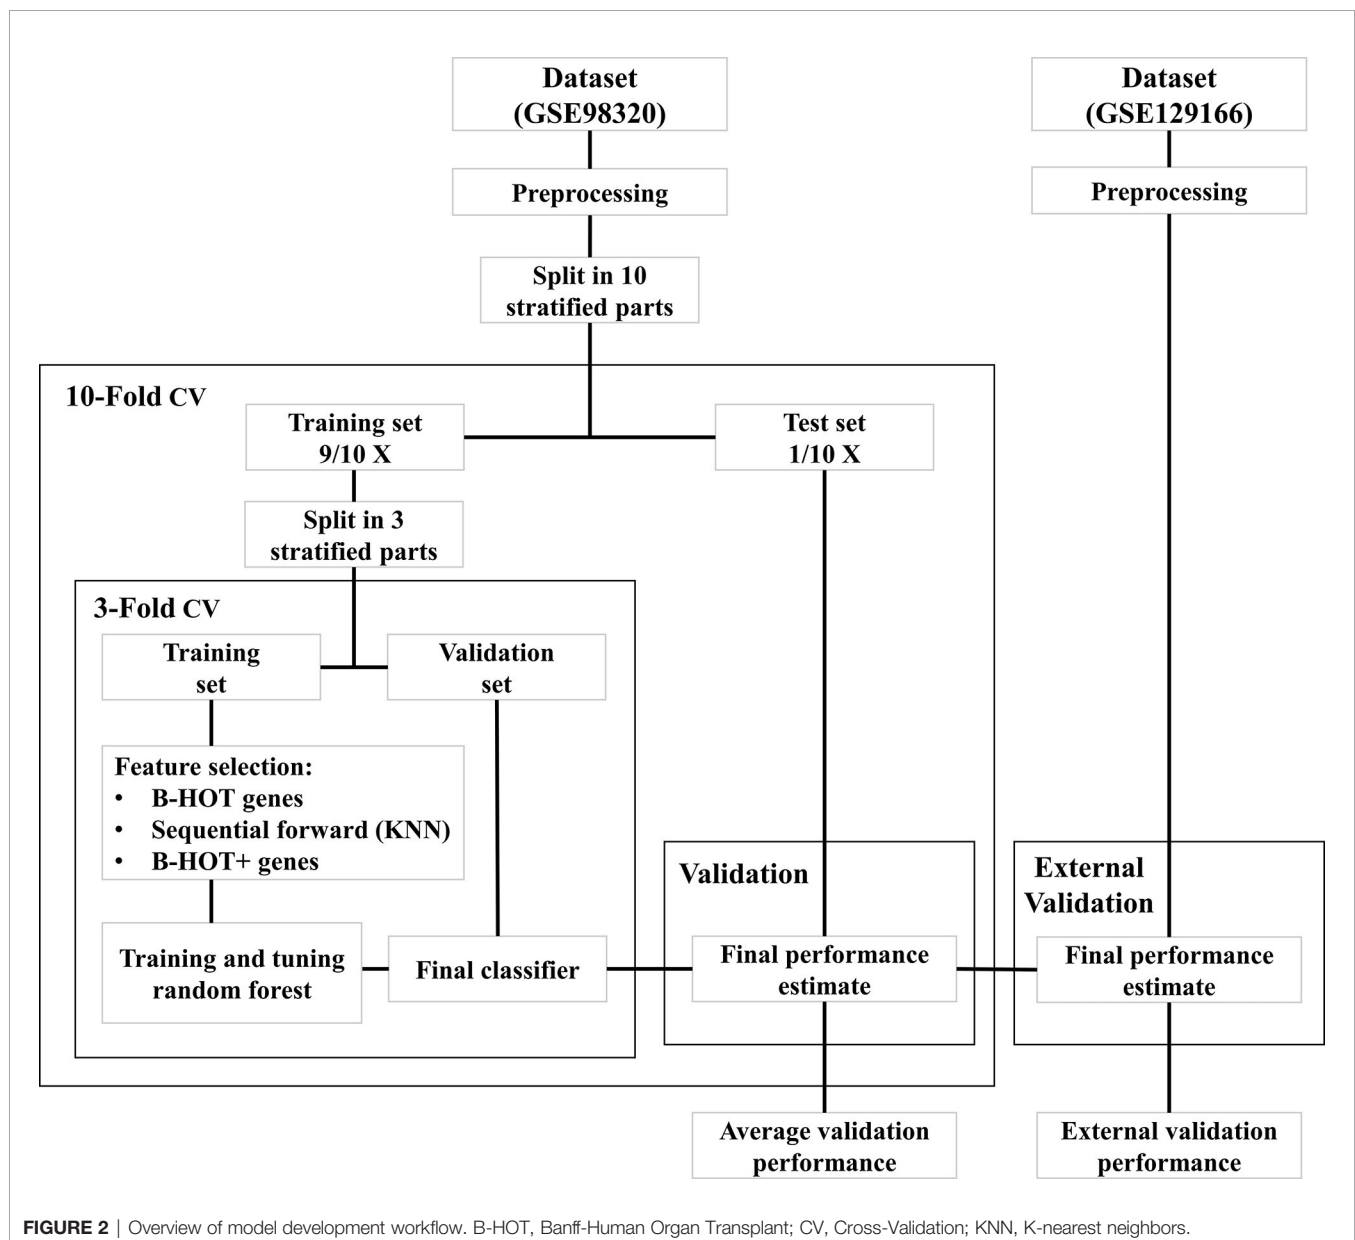 Dataset
(GSE98320)
Dataset
(GSE129166)
Preprocessing
Preprocessing
Split in 10
stratified parts
10-Fold CV
Training set
9/10 X
Test set
1/10 X
Split in 3
stratified parts
3-Fold CV
Training
set
Validation
set
Feature selection:
• B-HOT genes
• Sequential forward (KNN)
• B-HOT+ genes
Validation
External
Validation
Training and tuning
random forest
Final classifier
Final performance
estimate
Final performance
estimate
Average validation
performance
External validation
performance
FIGURE 2 | Overview of model development workflow. B-HOT, Banff-Human Organ Transplant; CV, Cross-Validation; KNN, K-nearest neighbors.